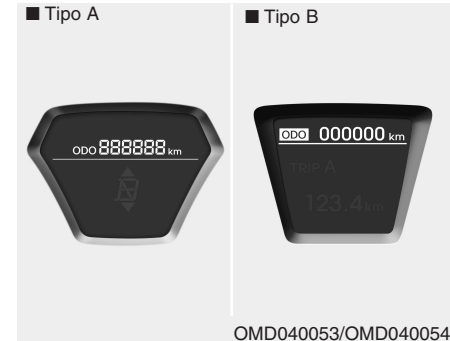 ■ Tipo A
ODO 888888 km
■ Tipo B
ODO 000000 km
TRIP A
123.4 km
OMD040053/OMD040054